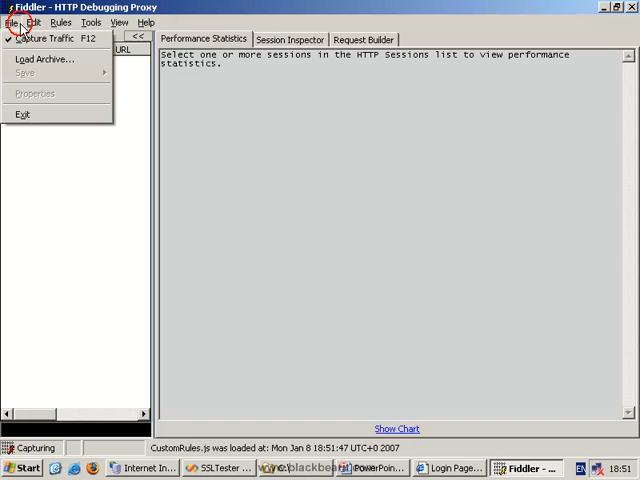 Fiddler - HTTP Debugging Proxy
File Edit Rules Tools View Help
Capture Traffic F12
Load Archive...
Save
Properties
Exit
<<
URL
Performance Statistics Session Inspector Request Builder
Select one or more sessions in the HTTP Sessions list to view performance
statistics.
Show Chart
Capturing CustomRules.js was loaded at: Mon Jan 8 18:51:47 UTC+0 2007
Start Internet In... SSLTester C:\ PowerPoin... Login Page... Fiddler - ... EN 18:51